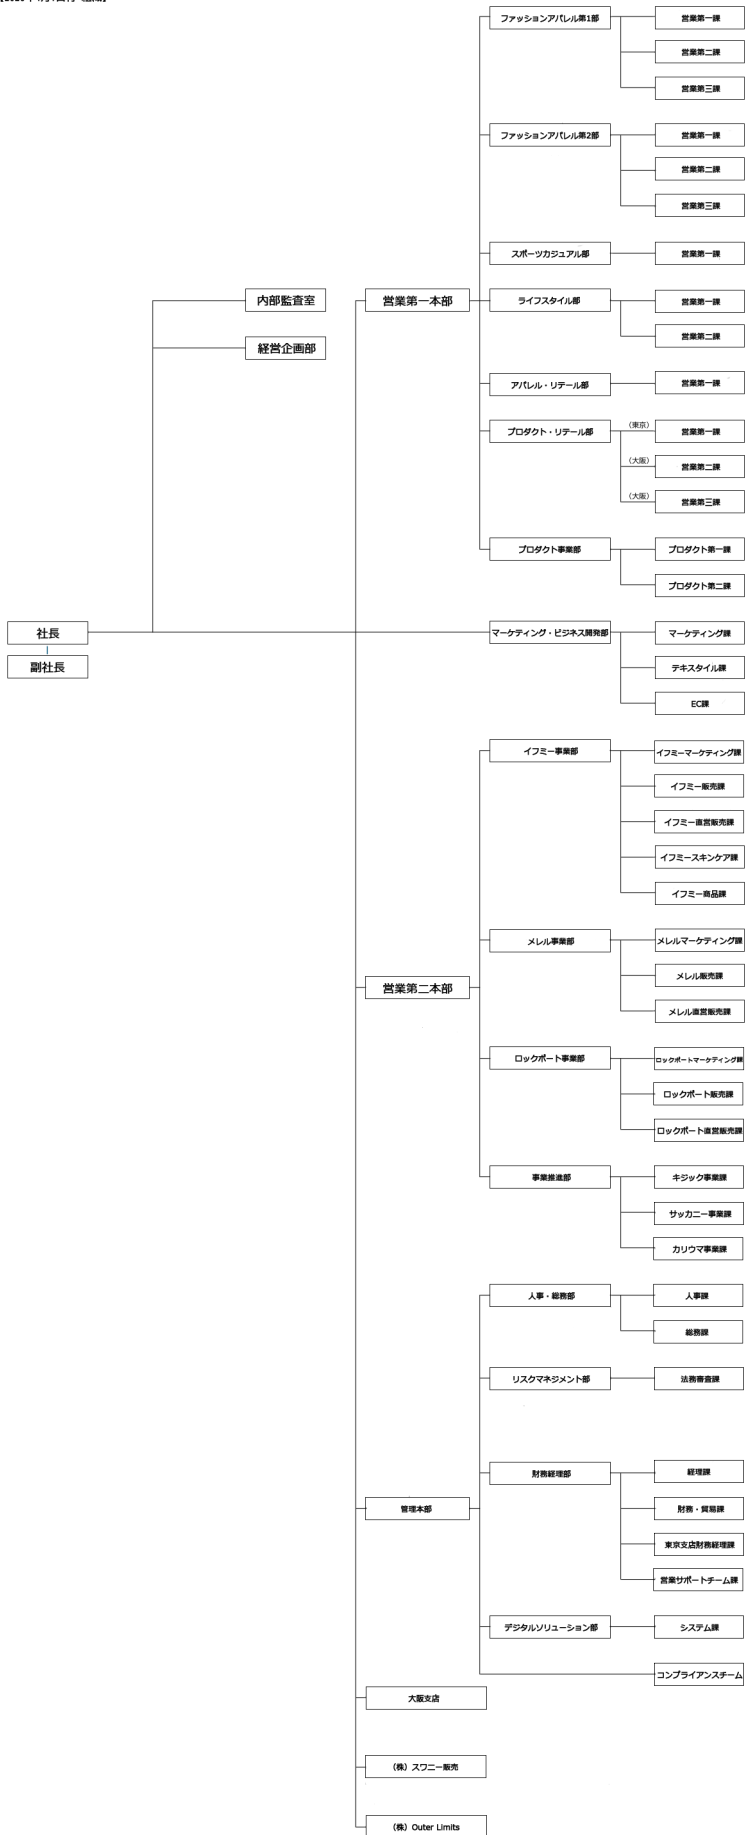 ファッションアパレル第1部
営業第一課
営業第二課
営業第三課
ファッションアパレル第2部
営業第一課
営業第二課
営業第三課
スポーツカジュアル部
営業第一課
内部監査室
営業第一本部
ライフスタイル部
営業第一課
営業第二課
経営企画部
アパレル・リテール部
営業第一課
プロダクト・リテール部
(東京)
営業第一課
(大阪)
営業第二課
(大阪)
営業第三課
プロダクト事業部
プロダクト第一課
プロダクト第二課
社長
副社長
マーケティング・ビジネス開発部
マーケティング課
テキスタイル課
EC課
イフミー事業部
イフミーマーケティング課
イフミー販売課
イフミー直営販売課
イフミースキンケア課
イフミー商品課
営業第二本部
メレル事業部
メレルマーケティング課
メレル販売課
メレル直営販売課
ロックポート事業部
ロックポートマーケティング課
ロックポート販売課
ロックポート直営販売課
事業推進部
キジック事業課
サッカニー事業課
カリウマ事業課
人事・総務部
人事課
総務課
リスクマネジメント部
法務審査課
管理本部
財務経理部
経理課
財務・貿易課
東京支店財務経理課
営業サポートチーム課
デジタルソリューション部
システム課
コンプライアンスチーム
大阪支店
(株) スワニー販売
(株) Outer Limits